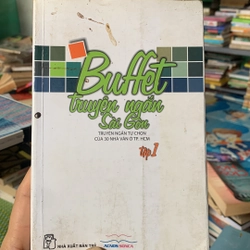 Buffet
truyện ngắn
Sài Gòn
TRUYỆN NGẮN TỰ CHỌN
CỦA 30 NHÀ VĂN Ở TP. HCM
tập 1
NHÀ XUẤT BẢN TRẺ